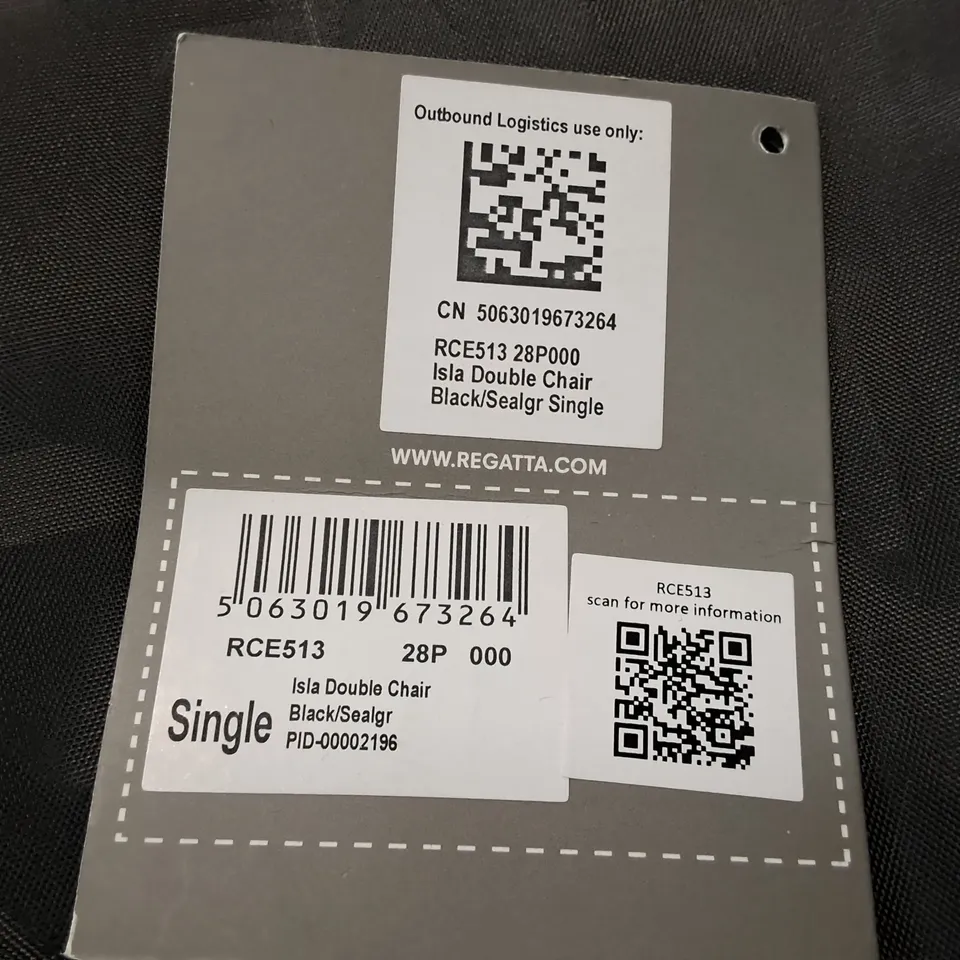 Outbound Logistics use only:
CN 5063019673264
RCE513 28P000
Isla Double Chair
Black/Sealgr Single
WWW.REGATTA.COM
5 063019 673264
RCE513 28P 000
Isla Double Chair
Single Black/Sealgr
PID-00002196
RCE513
scan for more information